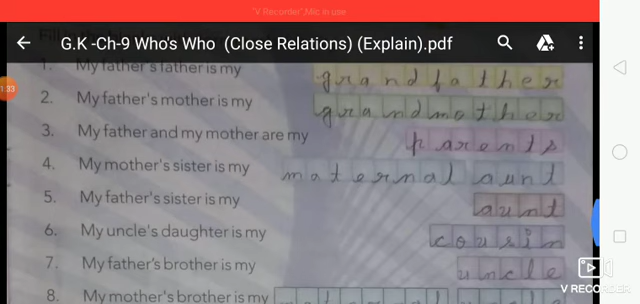 "V Recorder",Mic in use
G.K -Ch-9 Who's Who (Close Relations) (Explain).pdf
1. My father's father is my grandfather
1:33
2. My father's mother is my grandmother
3. My father and my mother are my parents
4. My mother's sister is my maternal aunt
5. My father's sister is my aunt
6. My uncle's daughter is my cousin
7. My father's brother is my uncle
V RECORDER
8. My mother's brother is my